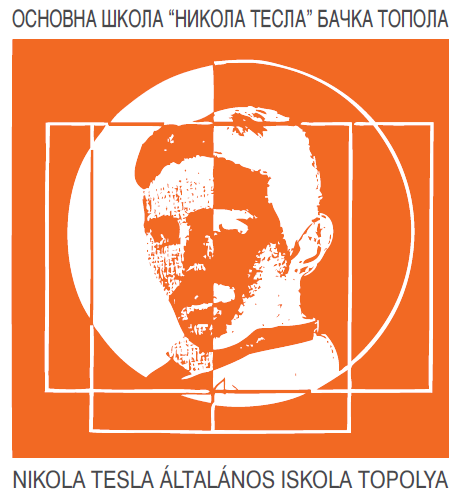 ОСНОВНА ШКОЛА “НИКОЛА ТЕСЛА” БАЧКА ТОПОЛА
NIKOLA TESLA ÁLTALÁNOS ISKOLA TOPOLYA